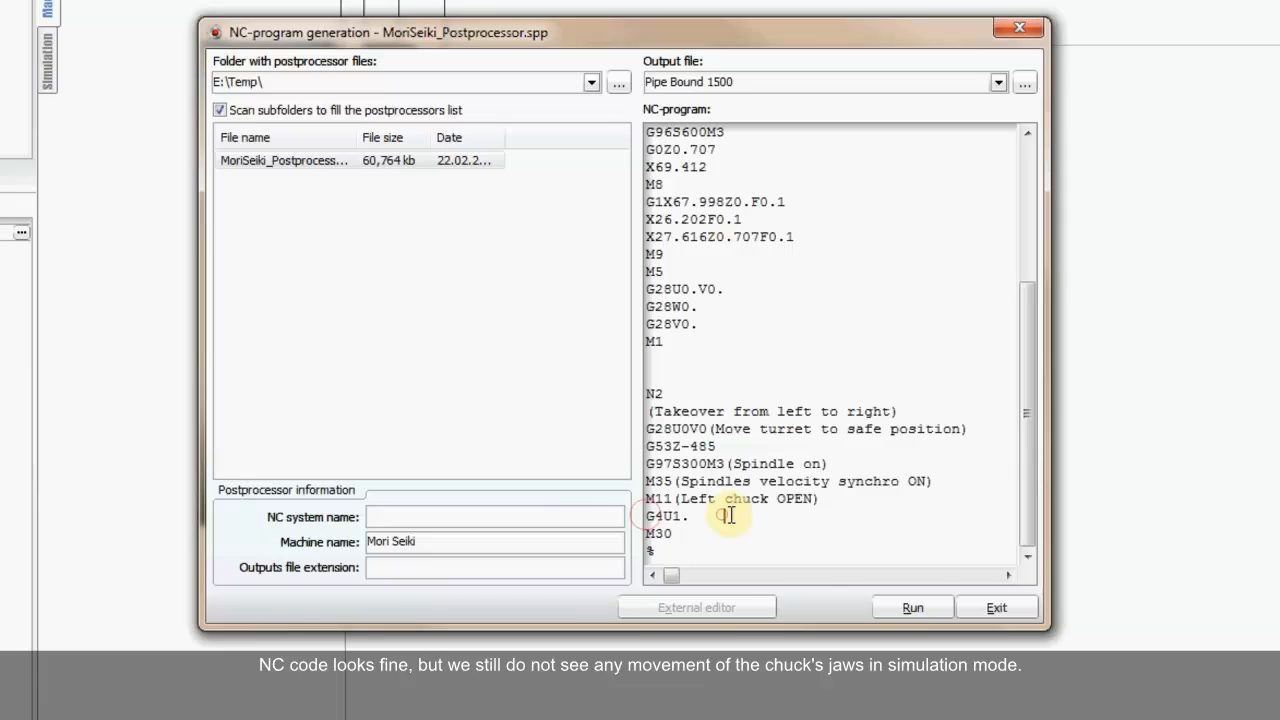 Ma
Simulation
NC-program generation - MoriSeiki_Postprocessor.spp
Folder with postprocessor files:
E:\Temp\
...
Scan subfolders to fill the postprocessors list
File name File size Date
MoriSeiki_Postprocess... 60,764 kb 22.02.2...
Postprocessor information
NC system name:
Machine name: Mori Seiki
Outputs file extension:
Output file:
Pipe Bound 1500
...
NC-program:
G96S600M3
G0Z0.707
X69.412
M8
G1X67.998Z0.F0.1
X26.202F0.1
X27.616Z0.707F0.1
M9
M5
G28U0.V0.
G28W0.
G28V0.
M1
N2
(Takeover from left to right)
G28U0V0(Move turret to safe position)
G53Z-485
G97S300M3(Spindle on)
M35(Spindles velocity synchro ON)
M11(Left chuck OPEN)
G4U1.
M30
%
External editor Run Exit
NC code looks fine, but we still do not see any movement of the chuck's jaws in simulation mode.